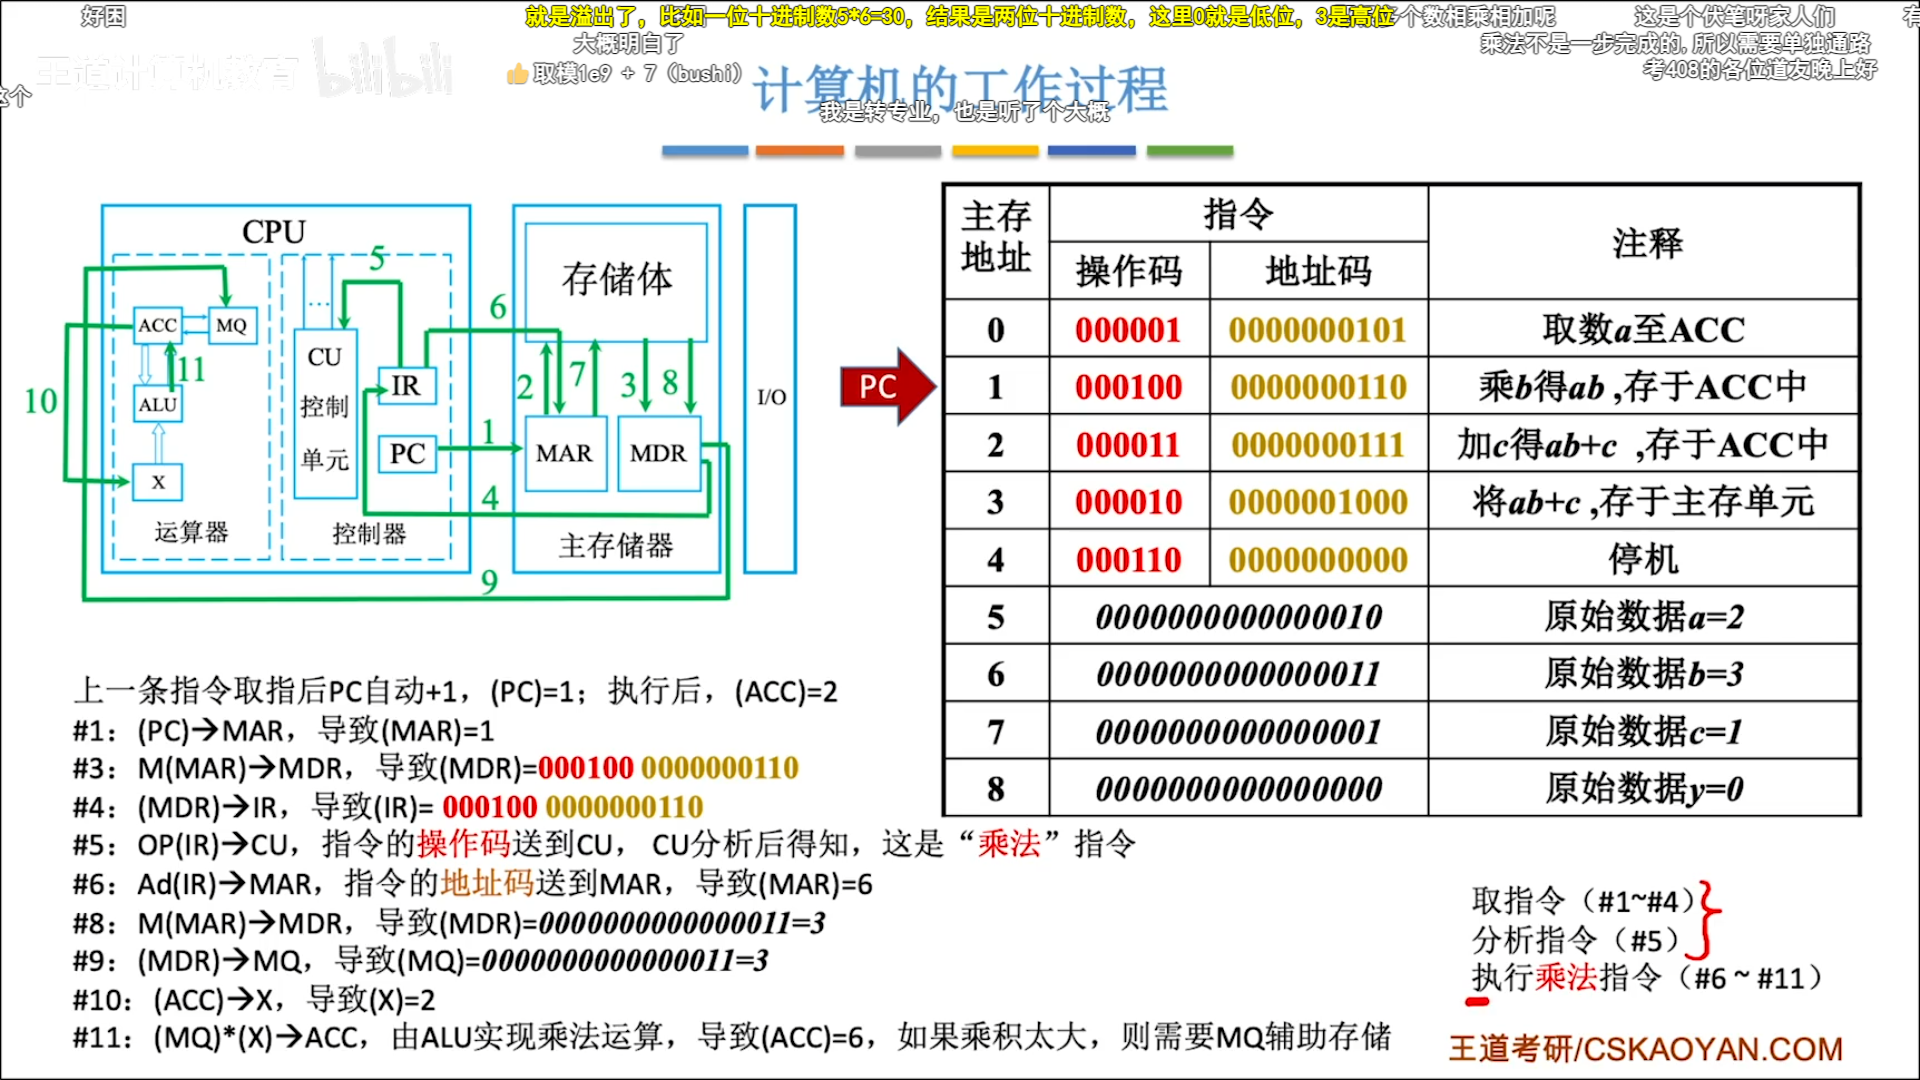 好困
就是溢出了，比如一位十进制数5*6=30，结果是两位十进制数，这里0就是低位，3是高位
个数相乘相加呢
这是个伏笔呀家人们
有
大概明白了
乘法不是一步完成的,所以需要单独通路
王道计算机教育 bilibili
取模1e9 + 7（bushi）
考408的各位道友晚上好
这个
计算机的工作过程
我是转专业，也是听了个大概
CPU
ACC
MQ
ALU
X
运算器
…
CU
控制
单元
IR
PC
控制器
存储体
MAR
MDR
主存储器
I/O
1
2
3
4
5
6
7
8
9
10
11
PC
主存地址 指令 注释
操作码 地址码
0 000001 0000000101 取数a至ACC
1 000100 0000000110 乘b得ab ,存于ACC中
2 000011 0000000111 加c得ab+c ,存于ACC中
3 000010 0000001000 将ab+c ,存于主存单元
4 000110 0000000000 停机
5 0000000000000010 原始数据a=2
6 0000000000000011 原始数据b=3
7 0000000000000001 原始数据c=1
8 0000000000000000 原始数据y=0
上一条指令取指后PC自动+1，(PC)=1；执行后，(ACC)=2
#1：(PC)→MAR，导致(MAR)=1
#3：M(MAR)→MDR，导致(MDR)=000100 0000000110
#4：(MDR)→IR，导致(IR)= 000100 0000000110
#5：OP(IR)→CU，指令的操作码送到CU， CU分析后得知，这是“乘法”指令
#6：Ad(IR)→MAR，指令的地址码送到MAR，导致(MAR)=6
#8：M(MAR)→MDR，导致(MDR)=0000000000000011=3
#9：(MDR)→MQ，导致(MQ)=0000000000000011=3
#10：(ACC)→X，导致(X)=2
#11：(MQ)*(X)→ACC，由ALU实现乘法运算，导致(ACC)=6，如果乘积太大，则需要MQ辅助存储
取指令（#1~#4）
分析指令（#5）
执行乘法指令（#6 ~ #11）
王道考研/CSKAOYAN.COM